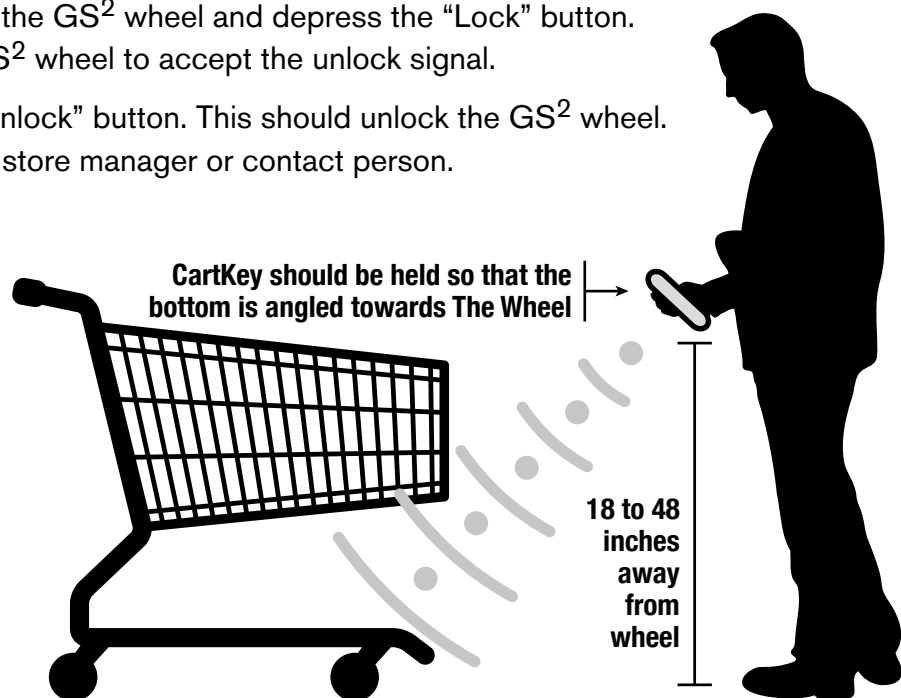 the GS² wheel and depress the “Lock” button.
S² wheel to accept the unlock signal.
nlock” button. This should unlock the GS² wheel.
store manager or contact person.
CartKey should be held so that the
bottom is angled towards The Wheel
18 to 48
inches
away
from
wheel